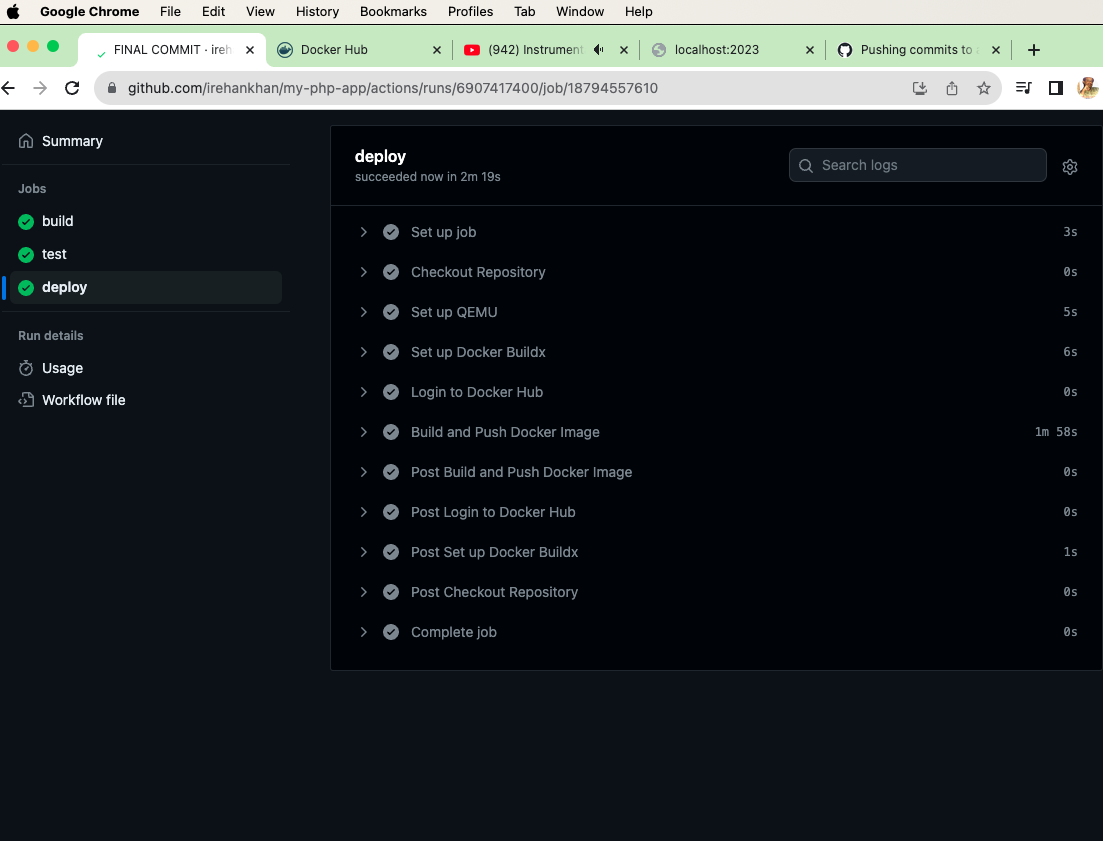 Google Chrome File Edit View History Bookmarks Profiles Tab Window Help
FINAL COMMIT · ireh
Docker Hub
(942) Instrument
localhost:2023
Pushing commits to
github.com/irehankhan/my-php-app/actions/runs/6907417400/job/18794557610
Summary
Jobs
build
test
deploy
Run details
Usage
Workflow file
deploy
succeeded now in 2m 19s
Search logs
Set up job 3s
Checkout Repository 0s
Set up QEMU 5s
Set up Docker Buildx 6s
Login to Docker Hub 0s
Build and Push Docker Image 1m 58s
Post Build and Push Docker Image 0s
Post Login to Docker Hub 0s
Post Set up Docker Buildx 1s
Post Checkout Repository 0s
Complete job 0s